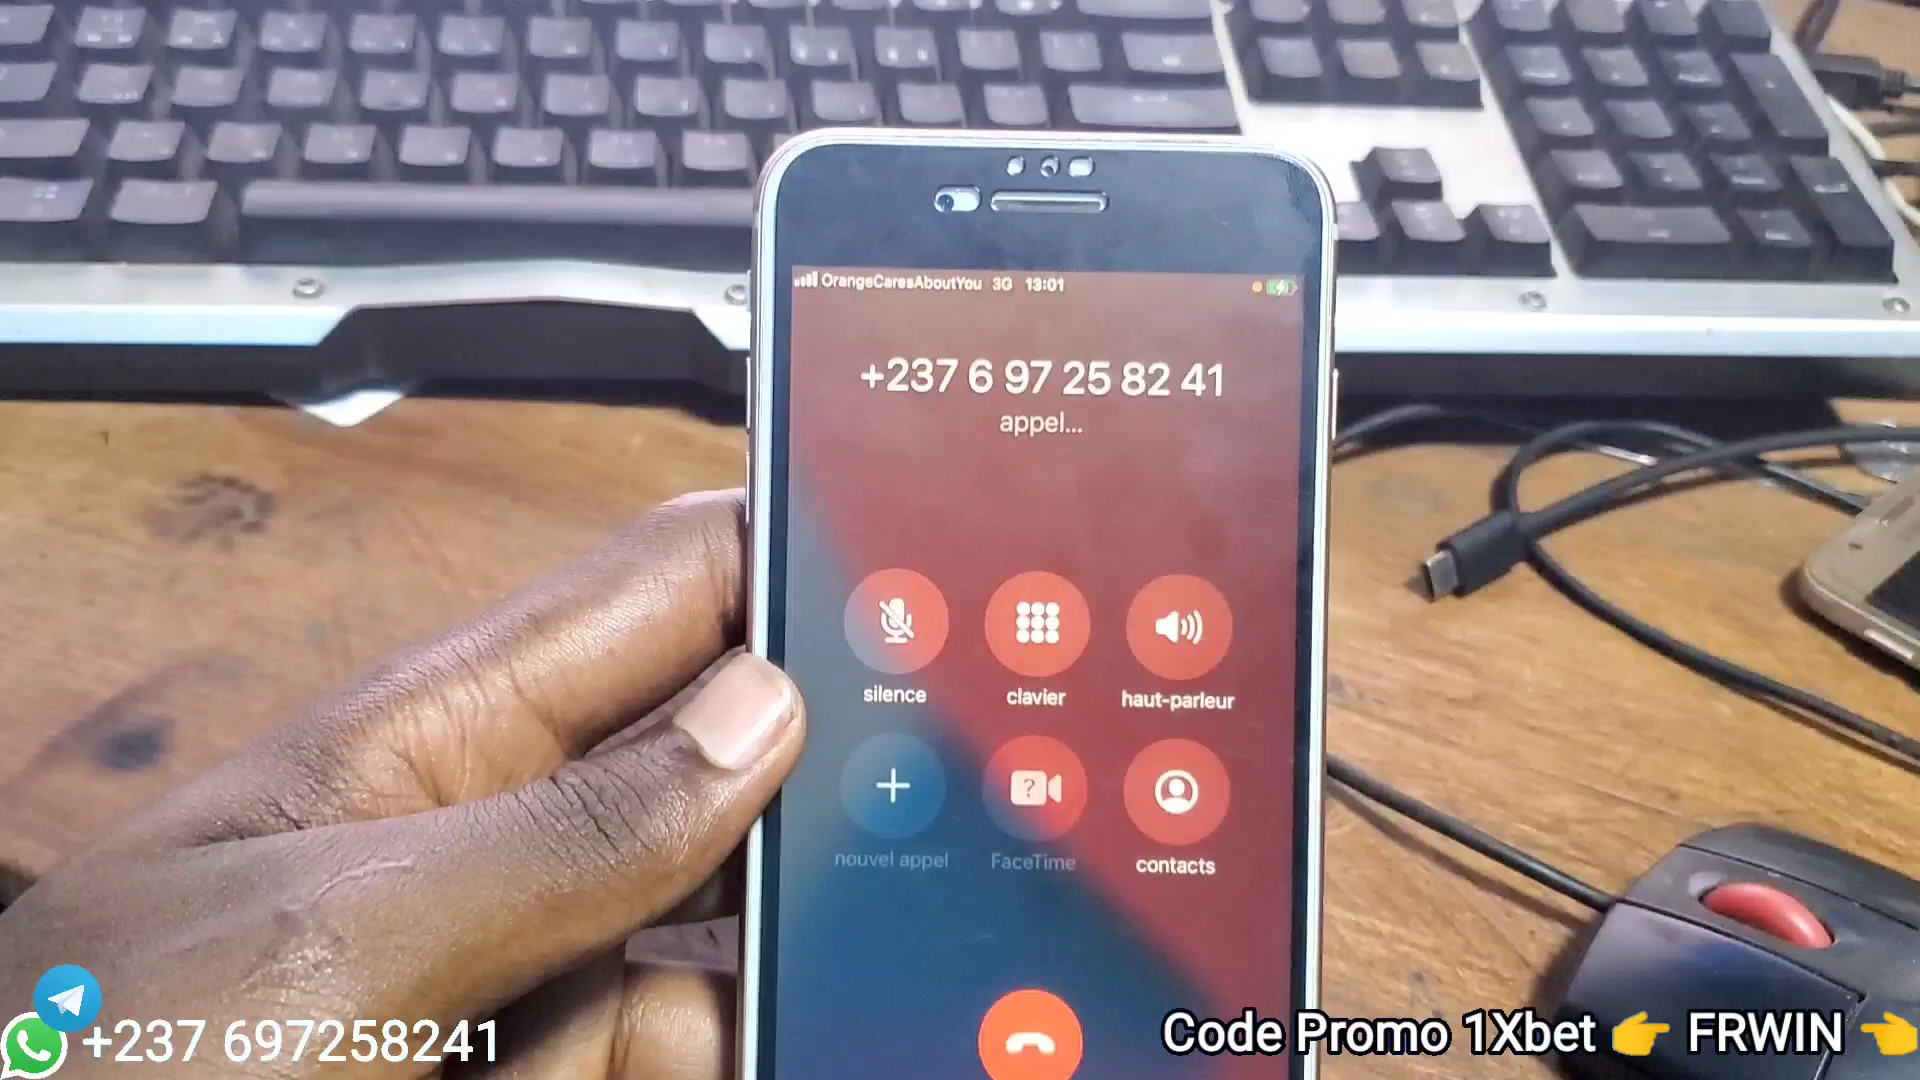 OrangeCaresAboutYou 3G 13:01
+237 6 97 25 82 41
appel...
silence clavier haut-parleur
nouvel appel FaceTime contacts
+237 697258241
Code Promo 1Xbet 👉 FRWIN 👈